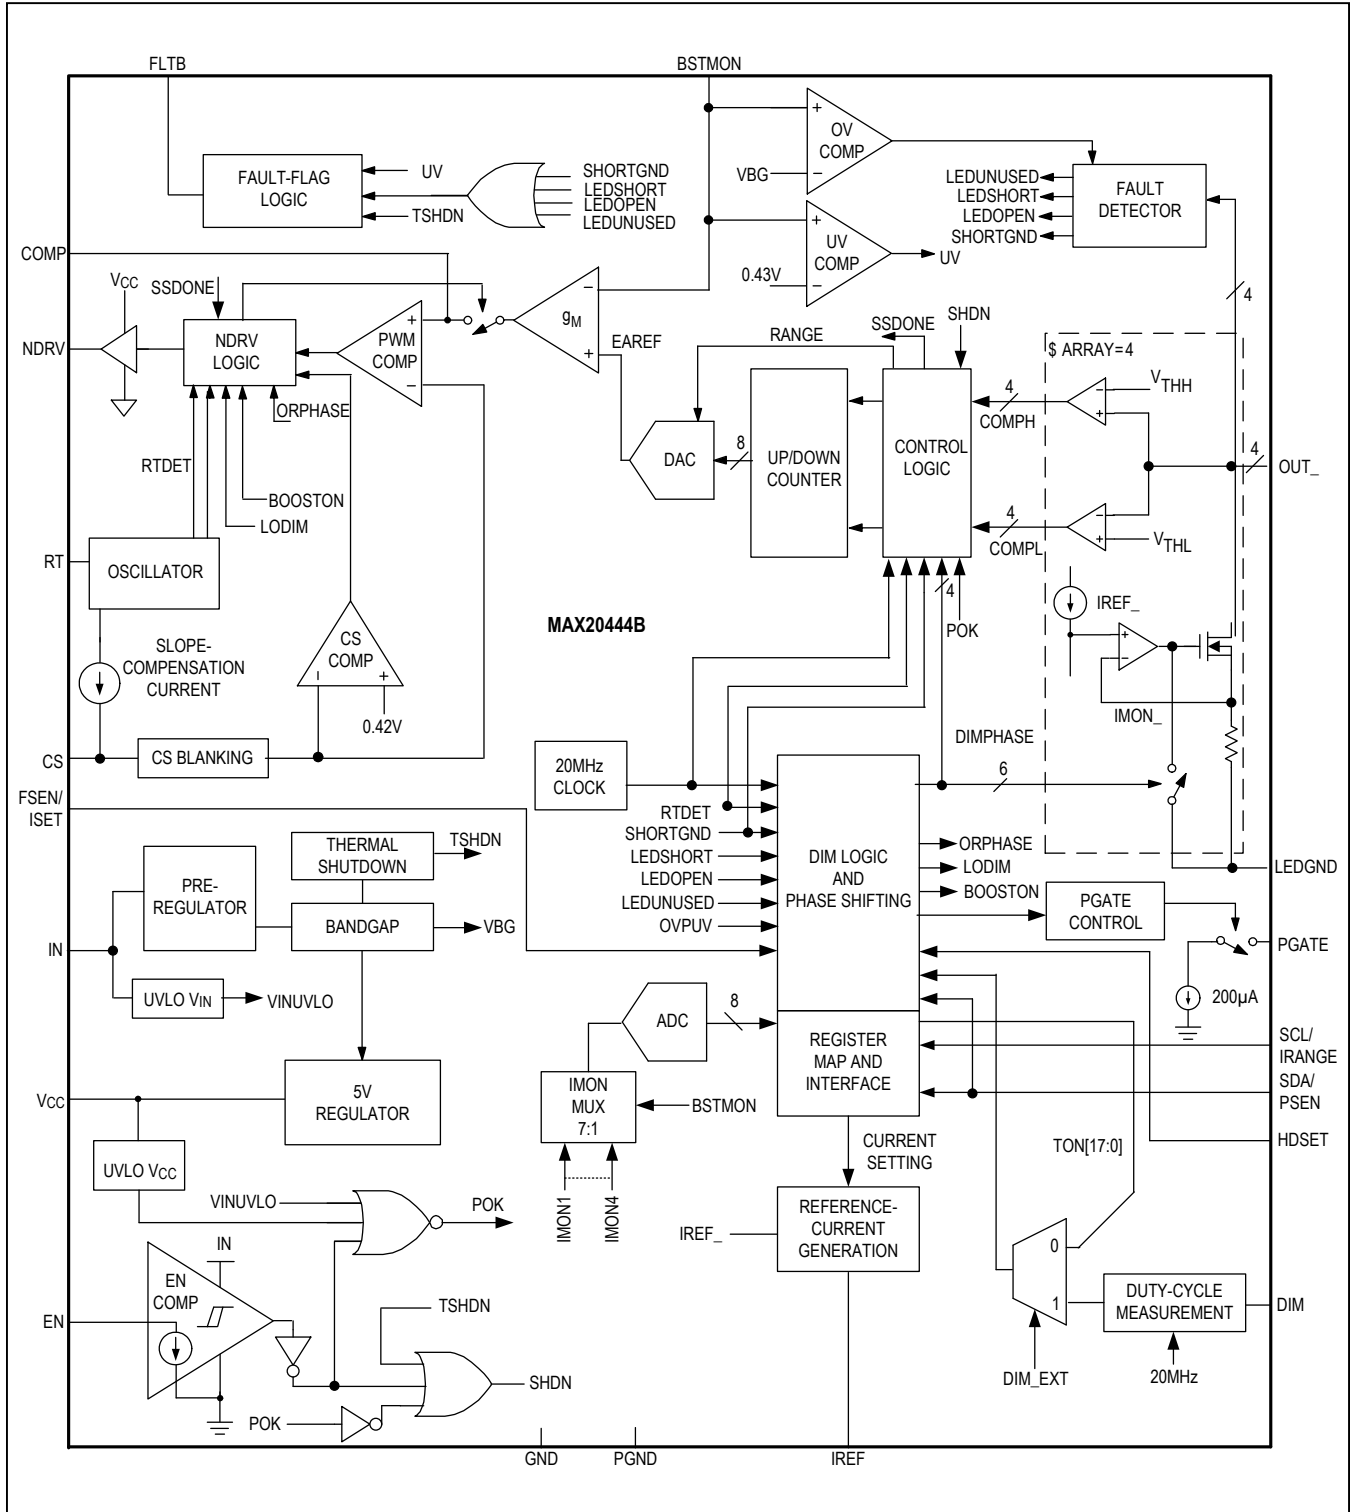 FLTB
BSTMON
FAULT-FLAG
LOGIC
UV
TSHDN
SHORTGND
LEDSHORT
LEDOPEN
LEDUNUSED
+
OV
COMP
VBG
−
LEDUNUSED
LEDSHORT
LEDOPEN
SHORTGND
FAULT
DETECTOR
+
UV
COMP
0.43V
−
UV
4
COMP
VCC
SSDONE
NDRV
NDRV
LOGIC
+
PWM
COMP
−
−
gM
+
EAREF
ORPHASE
RTDET
BOOSTON
LODIM
RANGE
SSDONE
SHDN
DAC
8
UP/DOWN
COUNTER
CONTROL
LOGIC
4
COMPH
4
COMPL
4
POK
$ ARRAY=4
−
+
VTHH
−
+
VTHL
4
OUT_
IREF_
+
−
IMON_
RT
OSCILLATOR
SLOPE-
COMPENSATION
CURRENT
CS
COMP
−
+
0.42V
MAX20444B
CS
CS BLANKING
FSEN/
ISET
20MHz
CLOCK
DIMPHASE
6
RTDET
SHORTGND
LEDSHORT
LEDOPEN
LEDUNUSED
OVPUV
DIM LOGIC
AND
PHASE SHIFTING
ORPHASE
LODIM
BOOSTON
LEDGND
PGATE
CONTROL
PGATE
200µA
THERMAL
SHUTDOWN
TSHDN
PRE-
REGULATOR
BANDGAP
VBG
IN
UVLO VIN
VINUVLO
ADC
8
REGISTER
MAP AND
INTERFACE
SCL/
IRANGE
SDA/
PSEN
HDSET
5V
REGULATOR
VCC
UVLO VCC
IMON
MUX
7:1
BSTMON
IMON1
IMON4
CURRENT
SETTING
TON[17:0]
VINUVLO
POK
IREF_
REFERENCE-
CURRENT
GENERATION
0
1
DUTY-CYCLE
MEASUREMENT
DIM
DIM_EXT
20MHz
IN
EN
COMP
EN
TSHDN
SHDN
POK
GND
PGND
IREF